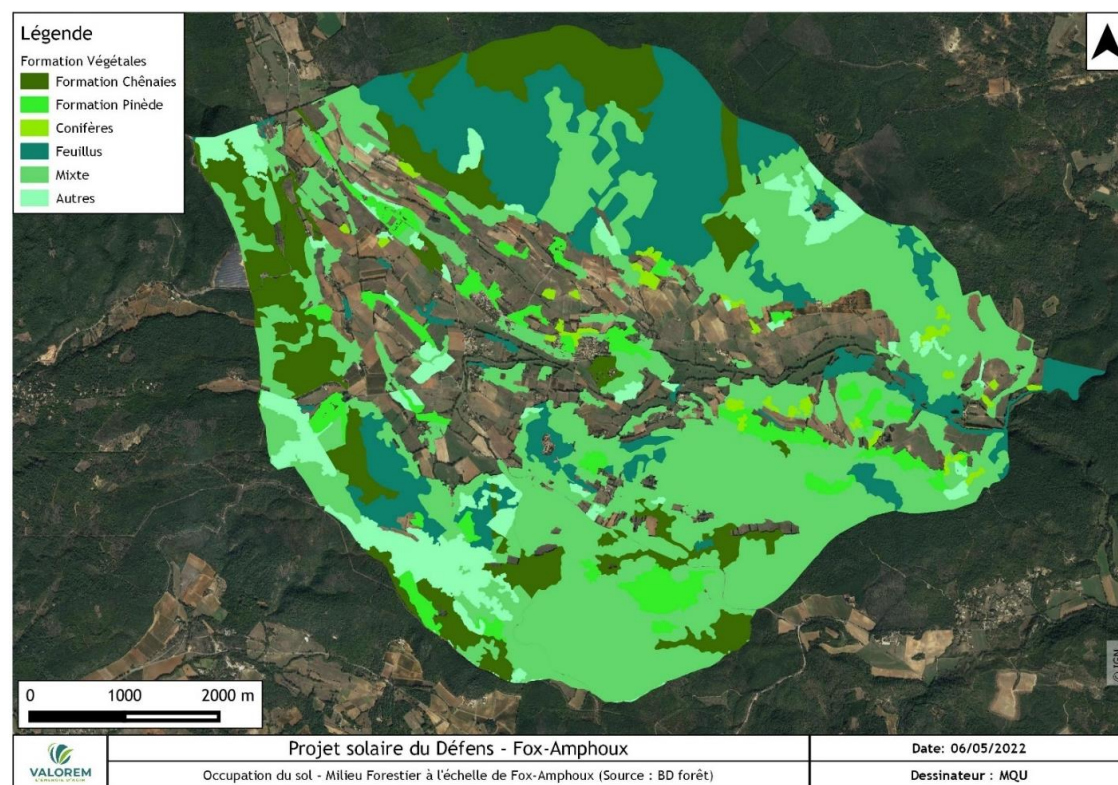 Légende
Formation Végétales
Formation Chênaies
Formation Pinède
Conifères
Feuillus
Mixte
Autres
0 1000 2000 m
© IGN
VALOREM
Projet solaire du Défens - Fox-Amphoux
Date: 06/05/2022
Occupation du sol - Milieu Forestier à l'échelle de Fox-Amphoux (Source : BD forêt)
Dessinateur : MQU